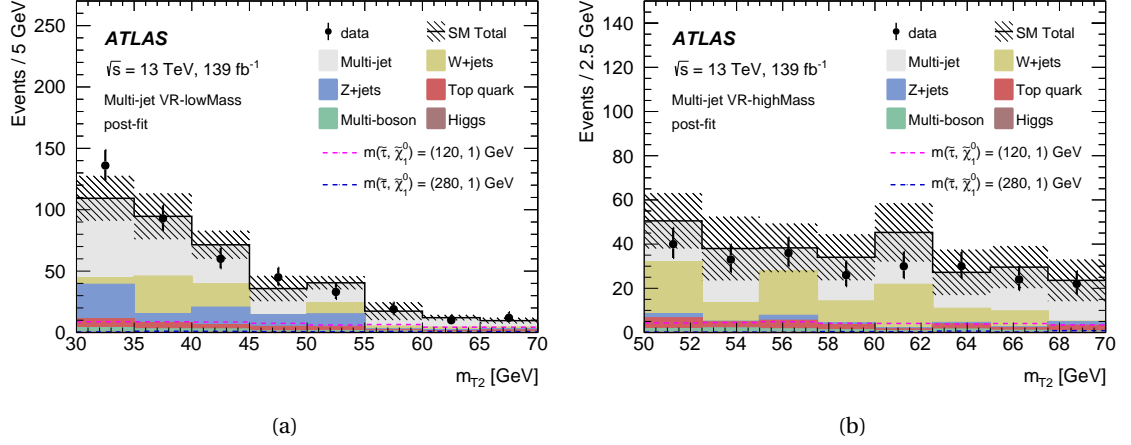 Events / 5 GeV
250
200
150
100
50
0
ATLAS
√s = 13 TeV, 139 fb⁻¹
Multi-jet VR-lowMass
post-fit
data
SM Total
Multi-jet
W+jets
Z+jets
Top quark
Multi-boson
Higgs
m(τ̃, χ̃₁⁰) = (120, 1) GeV
m(τ̃, χ̃₁⁰) = (280, 1) GeV
30 35 40 45 50 55 60 65 70
m_T2 [GeV]
(a)
Events / 2.5 GeV
140
120
100
80
60
40
20
0
ATLAS
√s = 13 TeV, 139 fb⁻¹
Multi-jet VR-highMass
post-fit
data
SM Total
Multi-jet
W+jets
Z+jets
Top quark
Multi-boson
Higgs
m(τ̃, χ̃₁⁰) = (120, 1) GeV
m(τ̃, χ̃₁⁰) = (280, 1) GeV
50 52 54 56 58 60 62 64 66 68 70
m_T2 [GeV]
(b)